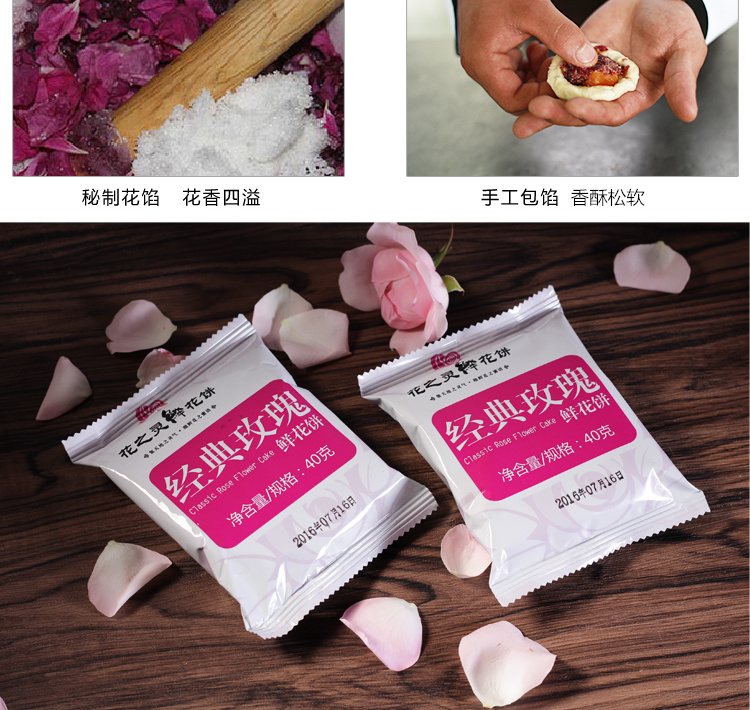 秘制花馅 花香四溢
手工包馅 香酥松软
花之灵鲜花饼
经典玫瑰
Classic Rose Flower Cake 鲜花饼
净含量/规格：40克
2016年07月16日
花之灵鲜花饼
经典玫瑰
Classic Rose Flower Cake 鲜花饼
净含量/规格：40克
2016年07月16日